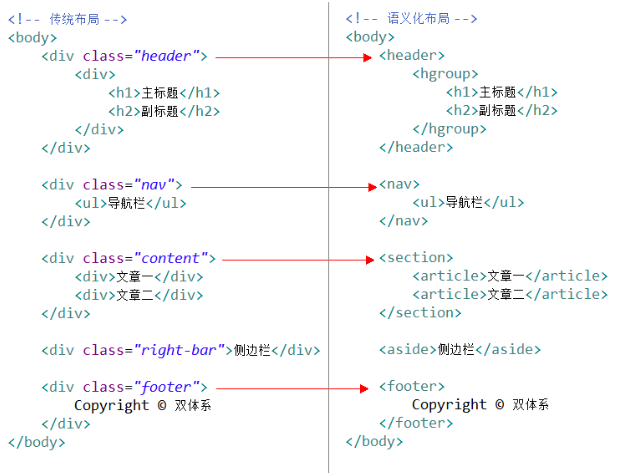 <!-- 传统布局 -->
<body>
    <div class="header">
        <div>
            <h1>主标题</h1>
            <h2>副标题</h2>
        </div>
    </div>
    <div class="nav">
        <ul>导航栏</ul>
    </div>
    <div class="content">
        <div>文章一</div>
        <div>文章二</div>
    </div>
    <div class="right-bar">侧边栏</div>
    <div class="footer">
        Copyright © 双体系
    </div>
</body>
<!-- 语义化布局 -->
<body>
    <header>
        <hgroup>
            <h1>主标题</h1>
            <h2>副标题</h2>
        </hgroup>
    </header>
    <nav>
        <ul>导航栏</ul>
    </nav>
    <section>
        <article>文章一</article>
        <article>文章二</article>
    </section>
    <aside>侧边栏</aside>
    <footer>
        Copyright © 双体系
    </footer>
</body>